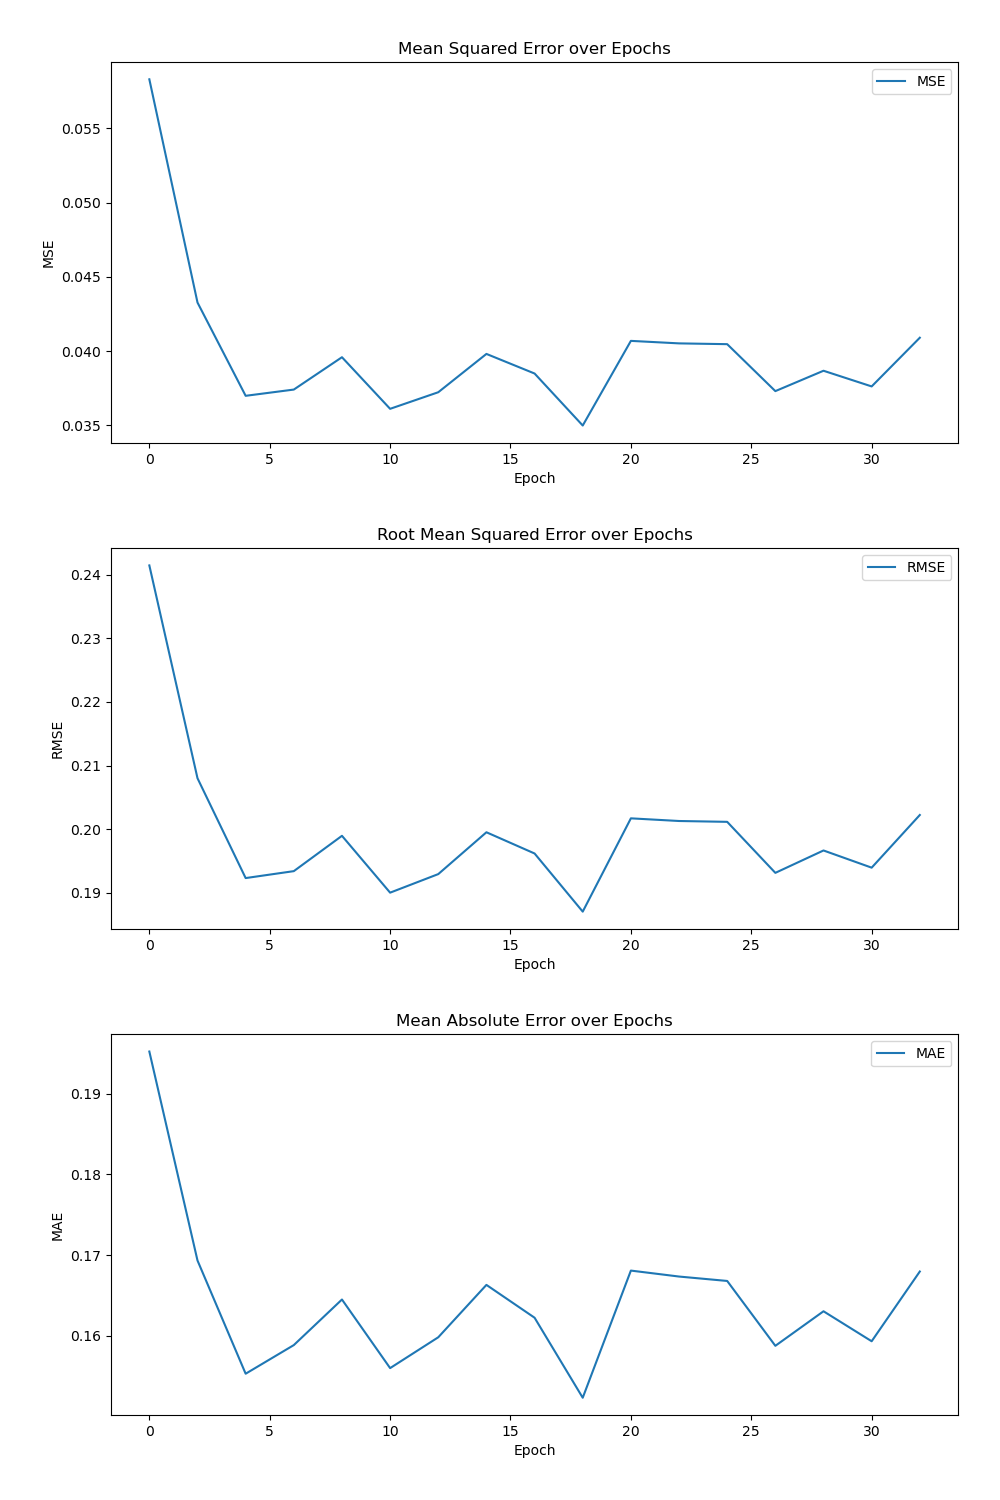 Mean Squared Error over Epochs
MSE
0.055
0.050
0.045
0.040
0.035
MSE
0 5 10 15 20 25 30
Epoch
Root Mean Squared Error over Epochs
RMSE
0.24
0.23
0.22
0.21
0.20
0.19
RMSE
0 5 10 15 20 25 30
Epoch
Mean Absolute Error over Epochs
MAE
0.19
0.18
0.17
0.16
MAE
0 5 10 15 20 25 30
Epoch